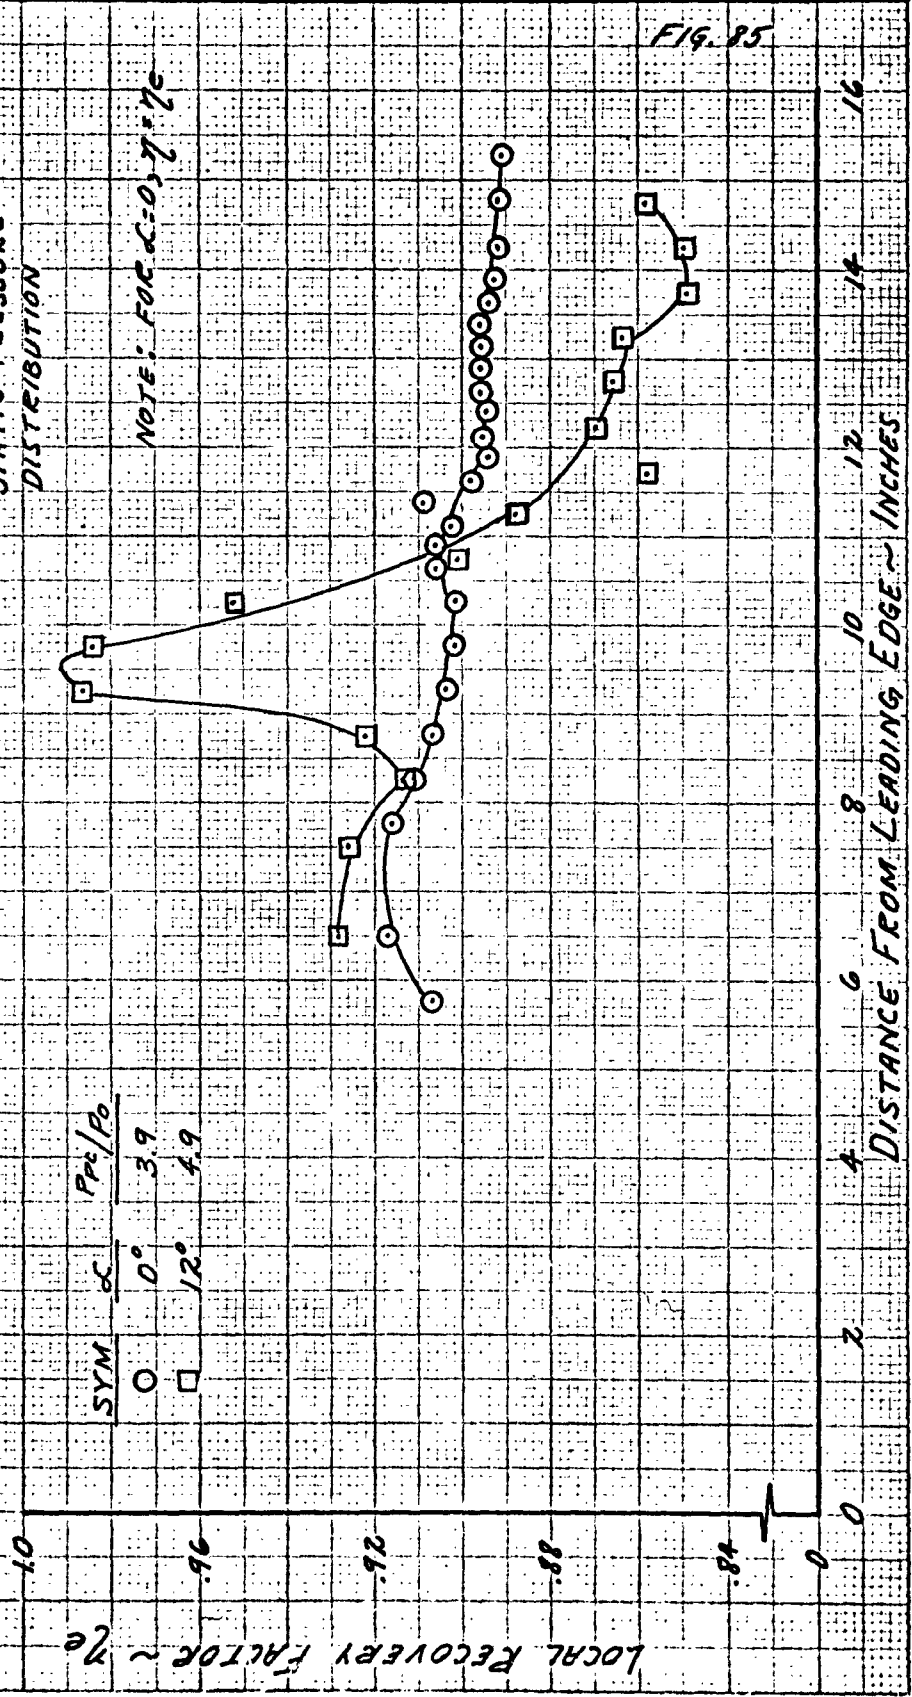 DISTRIBUTION
NOTE: FOR α=0, η=ηe
SYM α Ppc/Po
○ 0° 3.9
□ 12° 4.9
LOCAL RECOVERY FACTOR ~ ηe
1.0
.96
.92
.88
.84
0
0 2 4 6 8 10 12 14 16
DISTANCE FROM LEADING EDGE ~ INCHES
FIG. 85